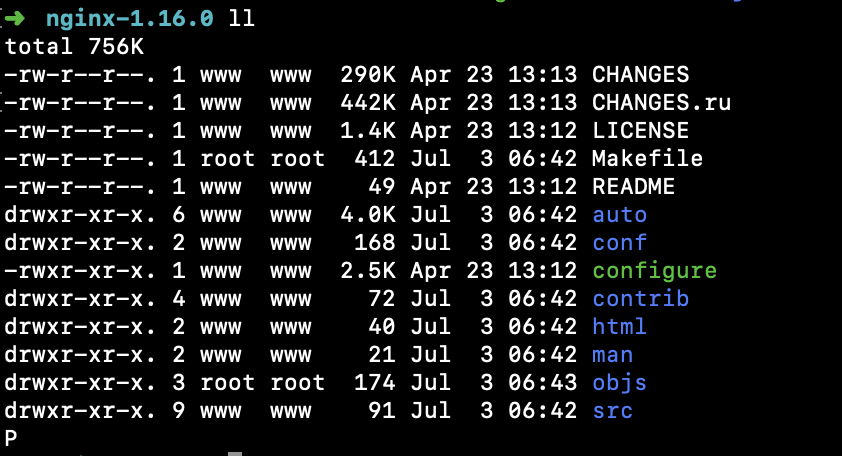 ➜ nginx-1.16.0 ll
total 756K
-rw-r--r--. 1 www  www  290K Apr 23 13:13 CHANGES
-rw-r--r--. 1 www  www  442K Apr 23 13:13 CHANGES.ru
-rw-r--r--. 1 www  www  1.4K Apr 23 13:12 LICENSE
-rw-r--r--. 1 root root  412 Jul  3 06:42 Makefile
-rw-r--r--. 1 www  www    49 Apr 23 13:12 README
drwxr-xr-x. 6 www  www  4.0K Jul  3 06:42 auto
drwxr-xr-x. 2 www  www   168 Jul  3 06:42 conf
-rwxr-xr-x. 1 www  www  2.5K Apr 23 13:12 configure
drwxr-xr-x. 4 www  www    72 Jul  3 06:42 contrib
drwxr-xr-x. 2 www  www    40 Jul  3 06:42 html
drwxr-xr-x. 2 www  www    21 Jul  3 06:42 man
drwxr-xr-x. 3 root root  174 Jul  3 06:43 objs
drwxr-xr-x. 9 www  www    91 Jul  3 06:42 src
P